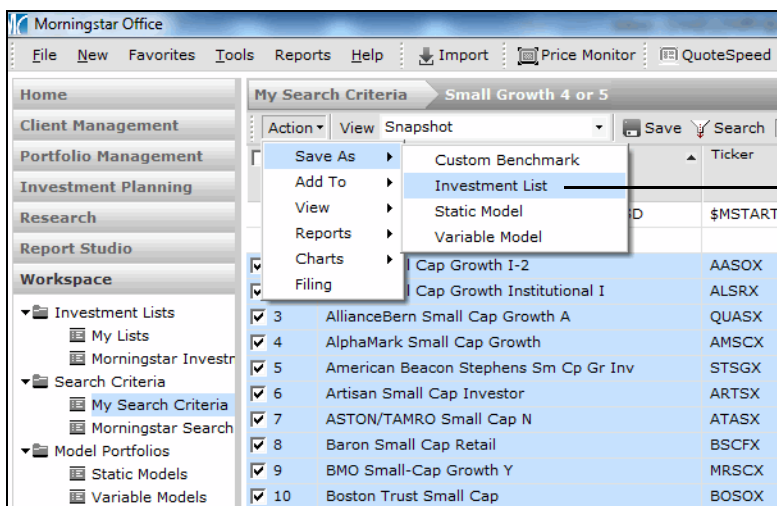 Morningstar Office
File New Favorites Tools Reports Help Import Price Monitor QuoteSpeed
Home
Client Management
Portfolio Management
Investment Planning
Research
Report Studio
Workspace
Investment Lists
My Lists
Morningstar Investr
Search Criteria
My Search Criteria
Morningstar Search
Model Portfolios
Static Models
Variable Models
My Search Criteria Small Growth 4 or 5
Action View Snapshot Save Search
Save As
Add To
View
Reports
Charts
Filing
Custom Benchmark
Investment List
Static Model
Variable Model
Ticker
D $MSTART
l Cap Growth I-2 AASOX
l Cap Growth Institutional I ALSRX
3 AllianceBern Small Cap Growth A QUASX
4 AlphaMark Small Cap Growth AMSCX
5 American Beacon Stephens Sm Cp Gr Inv STSGX
6 Artisan Small Cap Investor ARTSX
7 ASTON/TAMRO Small Cap N ATASX
8 Baron Small Cap Retail BSCFX
9 BMO Small-Cap Growth Y MRSCX
10 Boston Trust Small Cap BOSOX